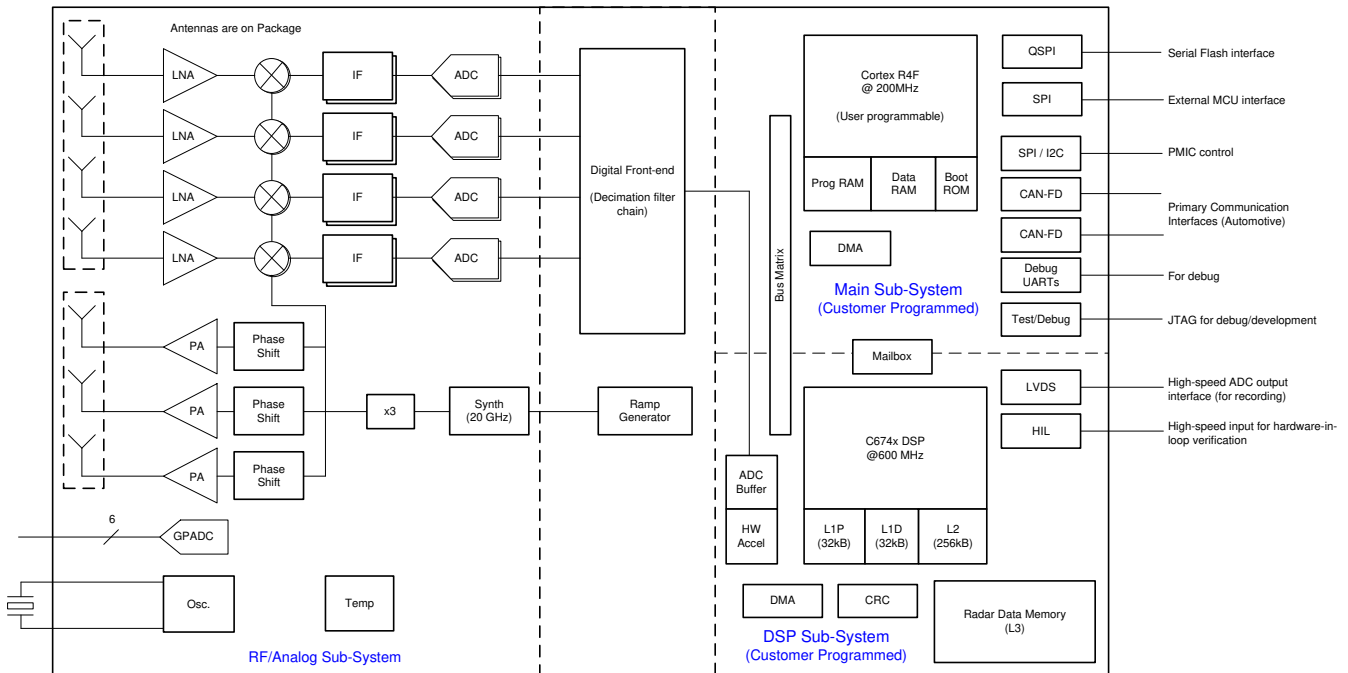 Antennas are on Package
LNA
IF
ADC
LNA
IF
ADC
LNA
IF
ADC
LNA
IF
ADC
Digital Front-end
(Decimation filter
chain)
PA
Phase
Shift
PA
Phase
Shift
PA
Phase
Shift
x3
Synth
(20 GHz)
Ramp
Generator
6
GPADC
Osc.
Temp
RF/Analog Sub-System
Bus Matrix
Cortex R4F
@ 200MHz
(User programmable)
Prog RAM
Data
RAM
Boot
ROM
DMA
Main Sub-System
(Customer Programmed)
QSPI
Serial Flash interface
SPI
External MCU interface
SPI / I2C
PMIC control
CAN-FD
CAN-FD
Primary Communication
Interfaces (Automotive)
Debug
UARTs
For debug
Test/Debug
JTAG for debug/development
Mailbox
LVDS
High-speed ADC output
interface (for recording)
HIL
High-speed input for hardware-in-
loop verification
C674x DSP
@600 MHz
L1P
(32kB)
L1D
(32kB)
L2
(256kB)
ADC
Buffer
HW
Accel
DMA
CRC
Radar Data Memory
(L3)
DSP Sub-System
(Customer Programmed)